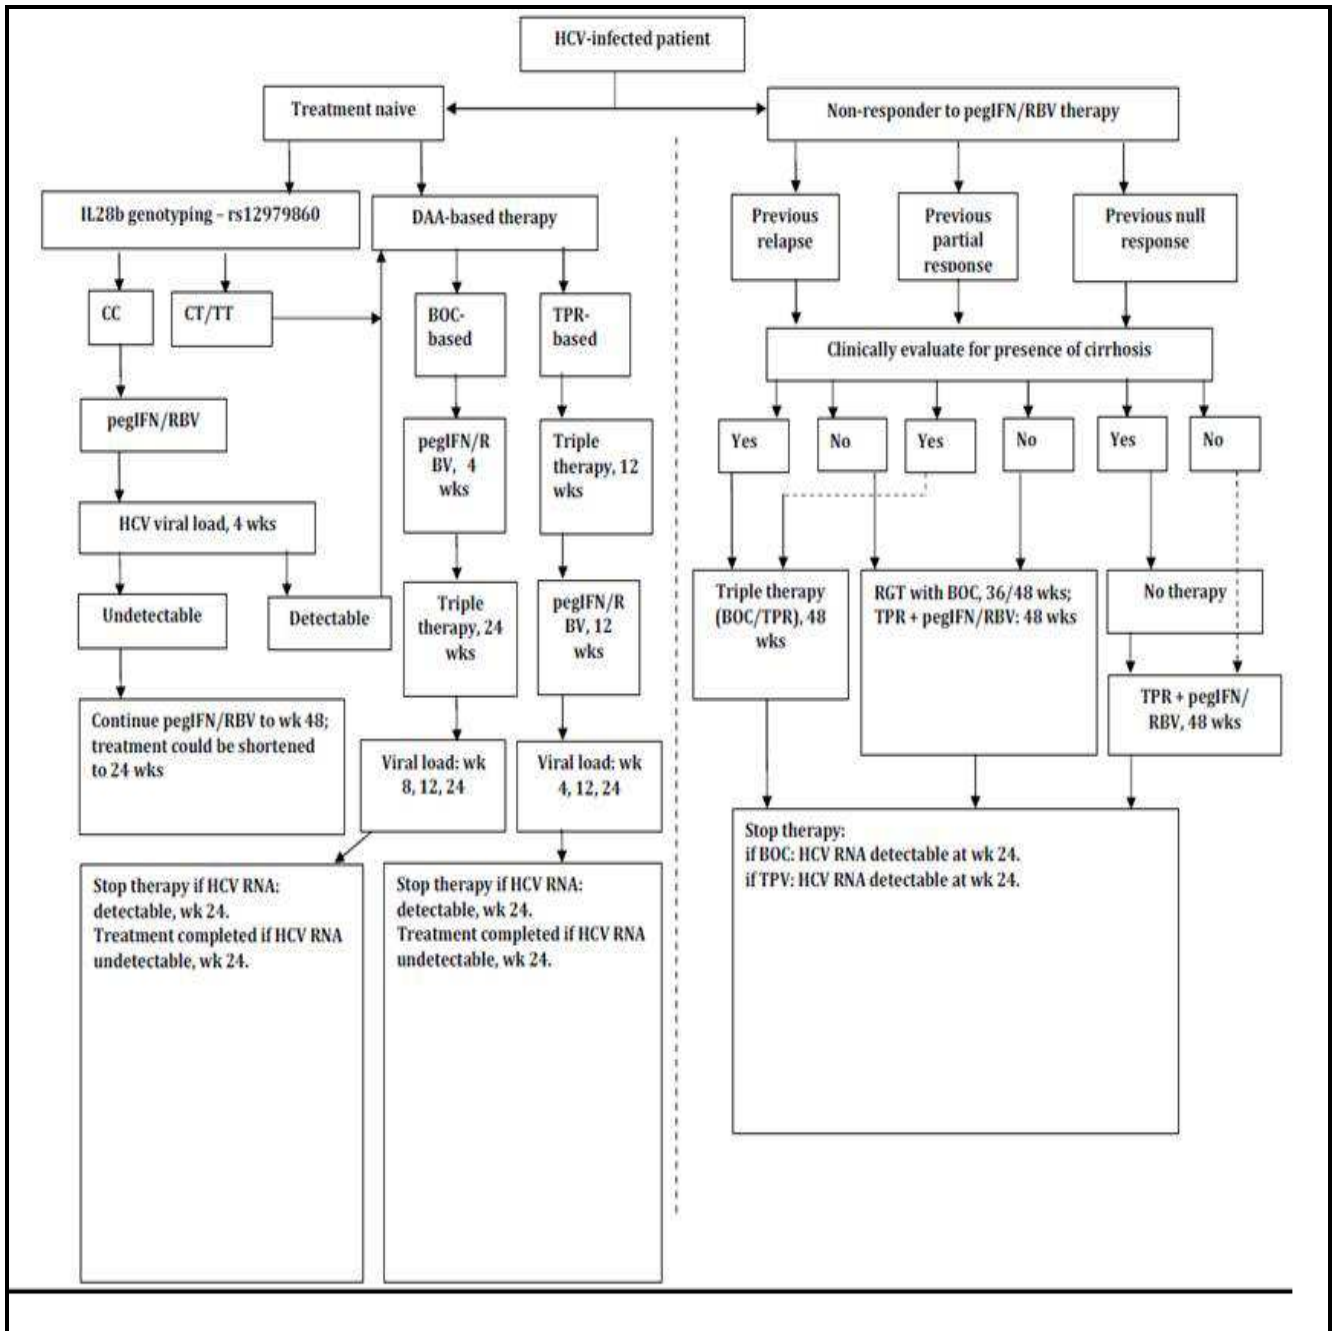 HCV-infected patient
Treatment naive
Non-responder to pegIFN/RBV therapy
IL28b genotyping – rs12979860
DAA-based therapy
Previous
relapse
Previous
partial
response
Previous null
response
CC
CT/TT
BOC-
based
TPR-
based
Clinically evaluate for presence of cirrhosis
pegIFN/RBV
pegIFN/R
BV, 4
wks
Triple
therapy, 12
wks
Yes
No
Yes
No
Yes
No
HCV viral load, 4 wks
Undetectable
Detectable
Triple
therapy, 24
wks
pegIFN/R
BV, 12
wks
Triple therapy
(BOC/TPR), 48
wks
RGT with BOC, 36/48 wks;
TPR + pegIFN/RBV: 48 wks
No therapy
TPR + pegIFN/
RBV, 48 wks
Continue pegIFN/RBV to wk 48;
treatment could be shortened
to 24 wks
Viral load: wk
8, 12, 24
Viral load: wk
4, 12, 24
Stop therapy if HCV RNA:
detectable, wk 24.
Treatment completed if HCV RNA
undetectable, wk 24.
Stop therapy if HCV RNA:
detectable, wk 24.
Treatment completed if HCV RNA
undetectable, wk 24.
Stop therapy:
if BOC: HCV RNA detectable at wk 24.
if TPV: HCV RNA detectable at wk 24.